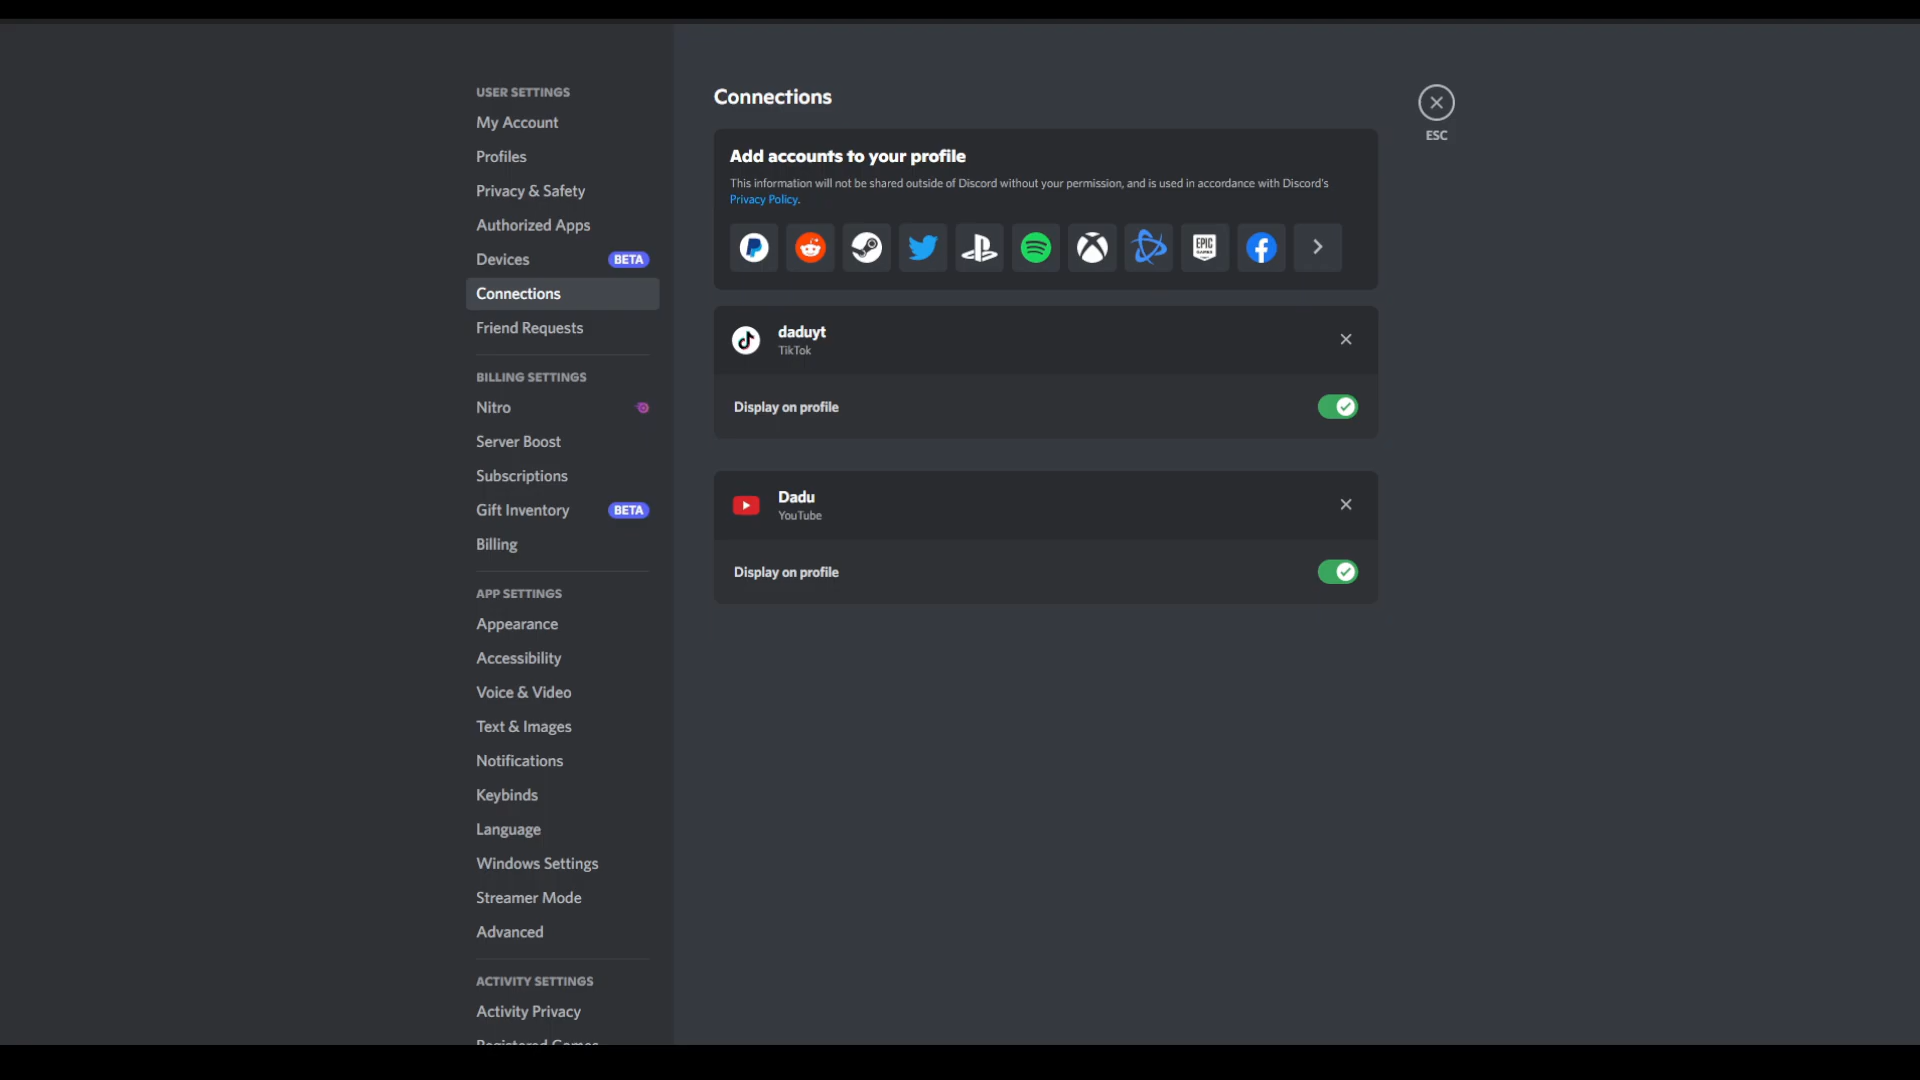 USER SETTINGS
My Account
Profiles
Privacy & Safety
Authorized Apps
Devices BETA
Connections
Friend Requests
BILLING SETTINGS
Nitro
Server Boost
Subscriptions
Gift Inventory BETA
Billing
APP SETTINGS
Appearance
Accessibility
Voice & Video
Text & Images
Notifications
Keybinds
Language
Windows Settings
Streamer Mode
Advanced
ACTIVITY SETTINGS
Activity Privacy
Registered Games
Connections
Add accounts to your profile
This information will not be shared outside of Discord without your permission, and is used in accordance with Discord's
Privacy Policy.
EPIC
GAMES
daduyt
TikTok
Display on profile
Dadu
YouTube
Display on profile
ESC